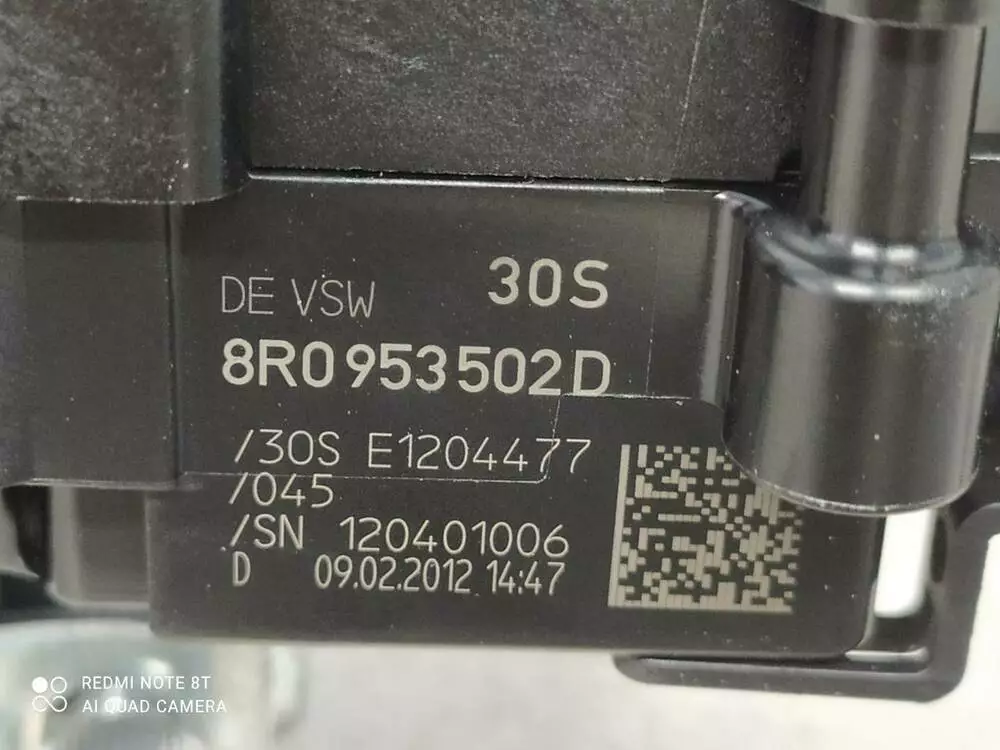 DE VSW 30S
8R0953502D
/30S E1204477
/045
/SN 120401006
D 09.02.2012 14:47
REDMI NOTE 8T
AI QUAD CAMERA